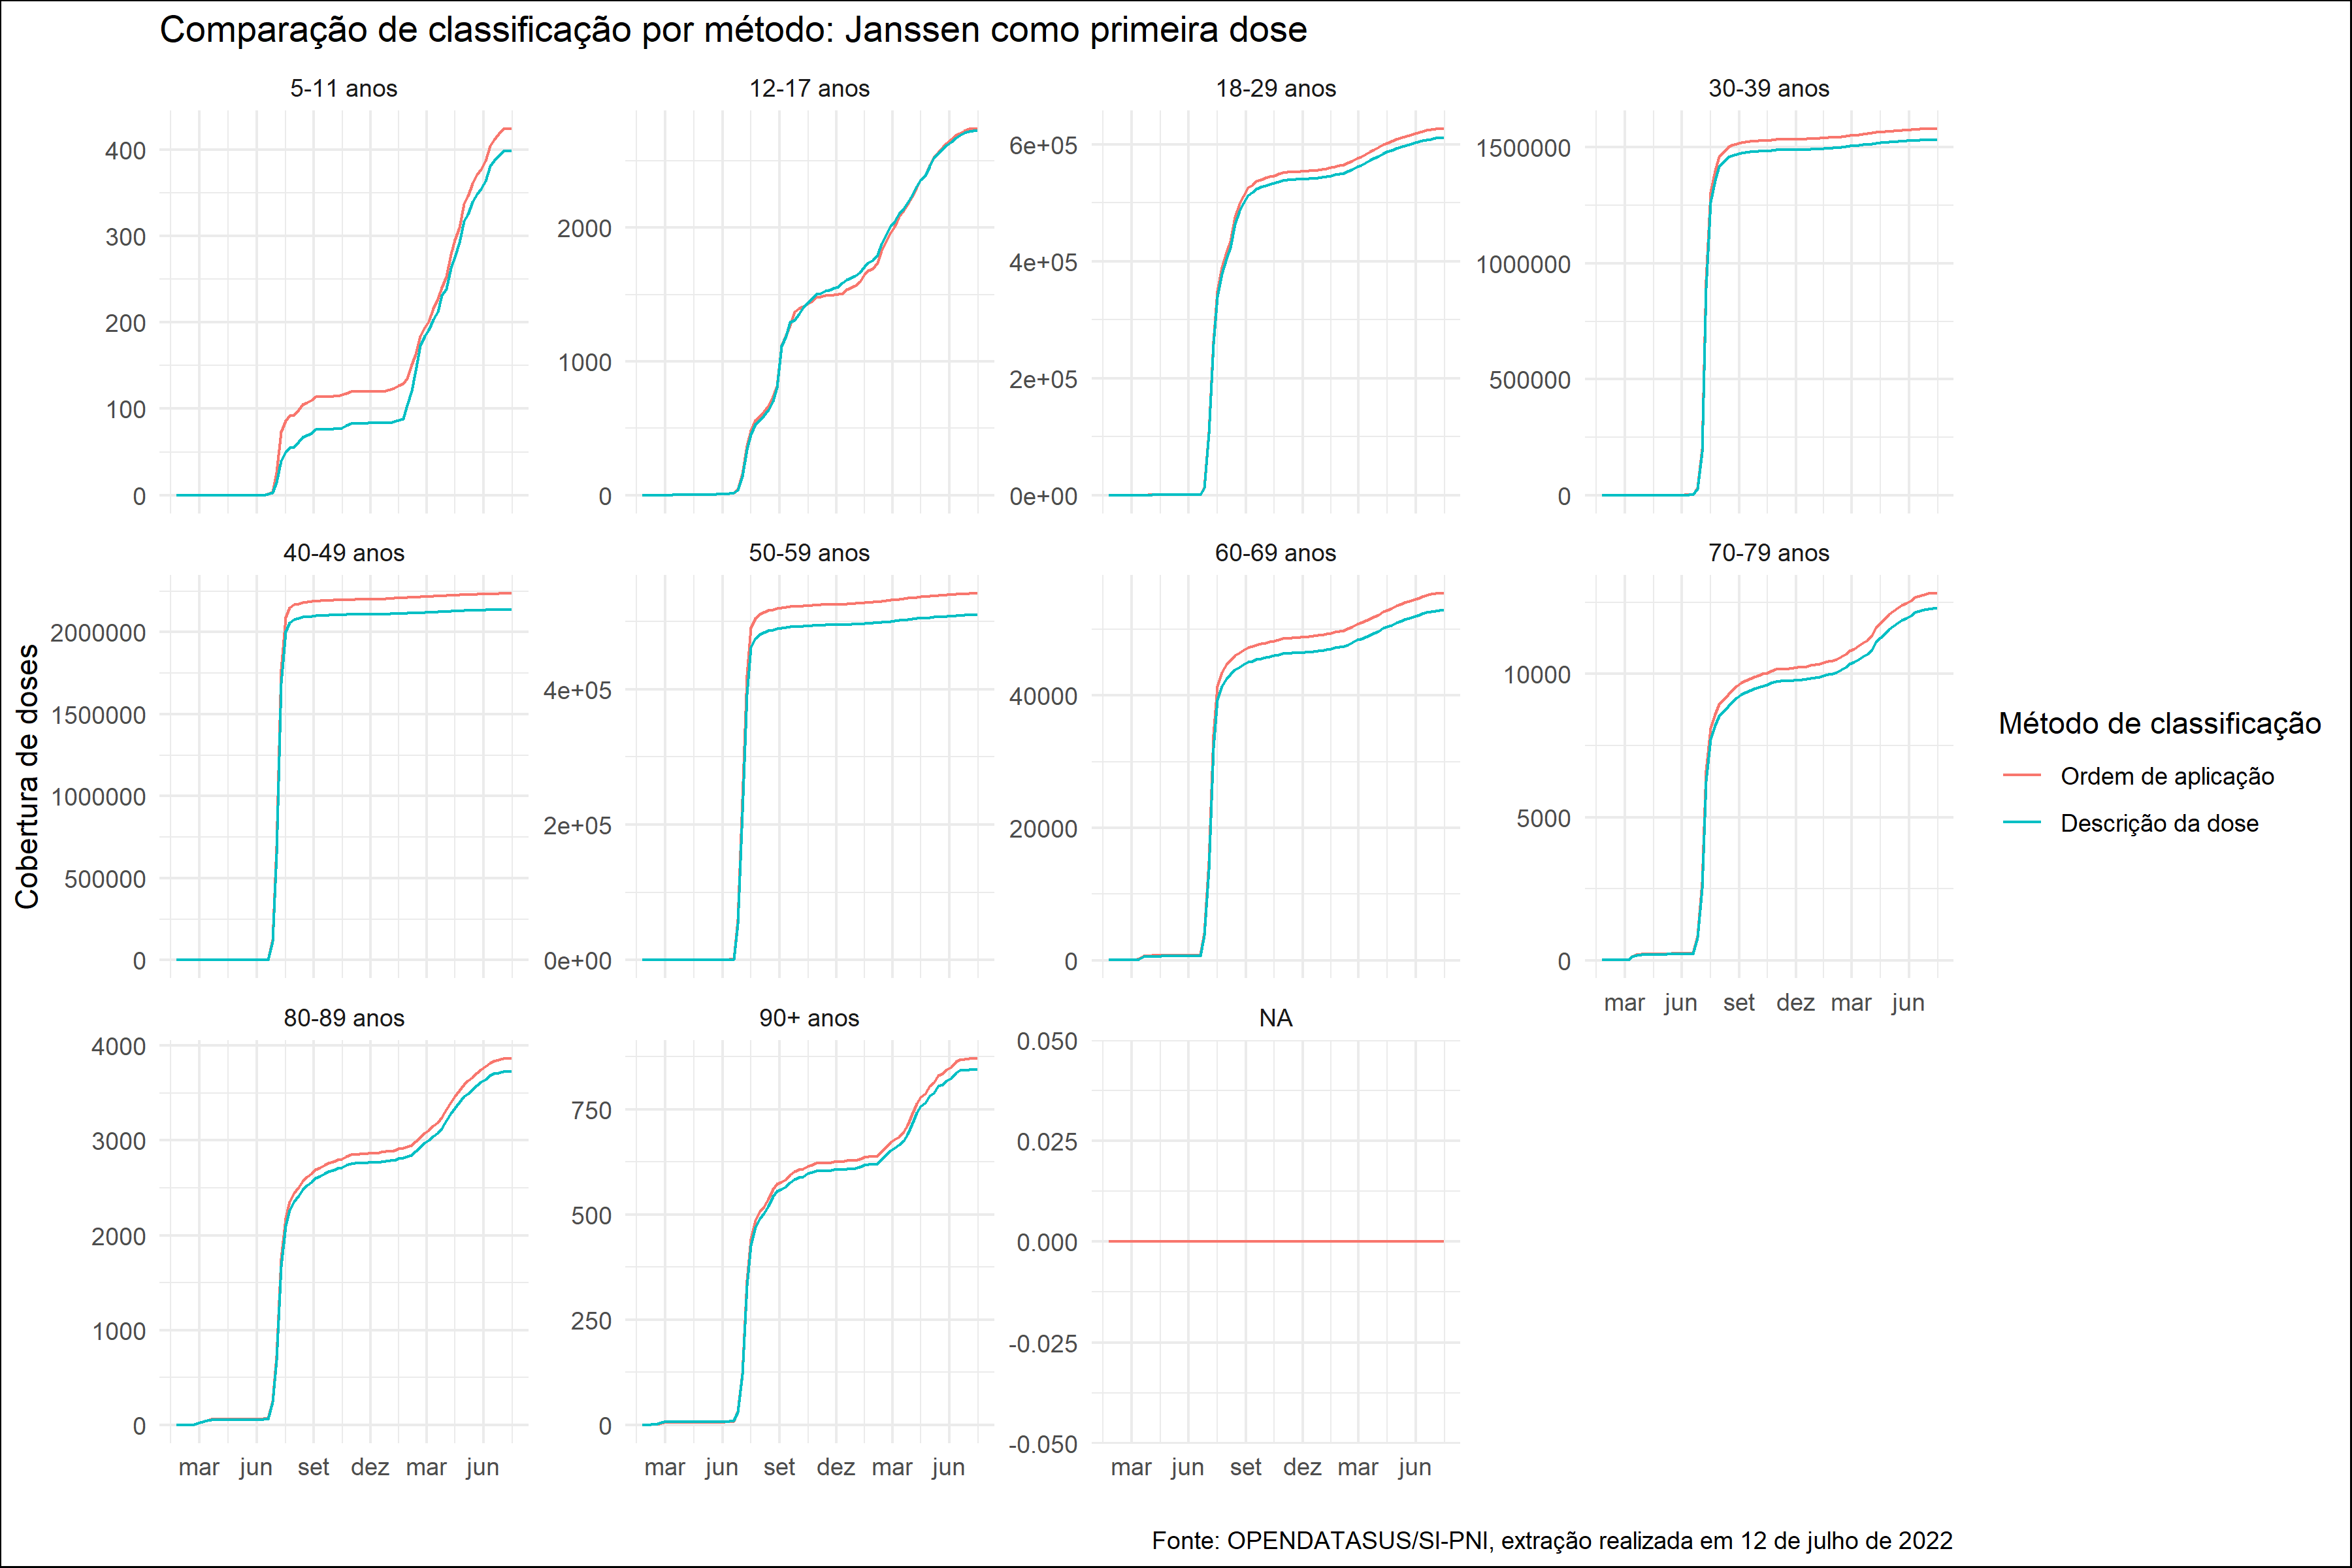 Comparação de classificação por método: Janssen como primeira dose
5-11 anos
12-17 anos
18-29 anos
30-39 anos
400
300
200
100
0
2000
1000
0
6e+05
4e+05
2e+05
0e+00
1500000
1000000
500000
0
40-49 anos
50-59 anos
60-69 anos
70-79 anos
Cobertura de doses
2000000
1500000
1000000
500000
0
4e+05
2e+05
0e+00
40000
20000
0
10000
5000
0
mar jun set dez mar jun
Método de classificação
Ordem de aplicação
Descrição da dose
80-89 anos
90+ anos
NA
4000
3000
2000
1000
0
750
500
250
0
0.050
0.025
0.000
-0.025
-0.050
mar jun set dez mar jun
mar jun set dez mar jun
mar jun set dez mar jun
Fonte: OPENDATASUS/SI-PNI, extração realizada em 12 de julho de 2022